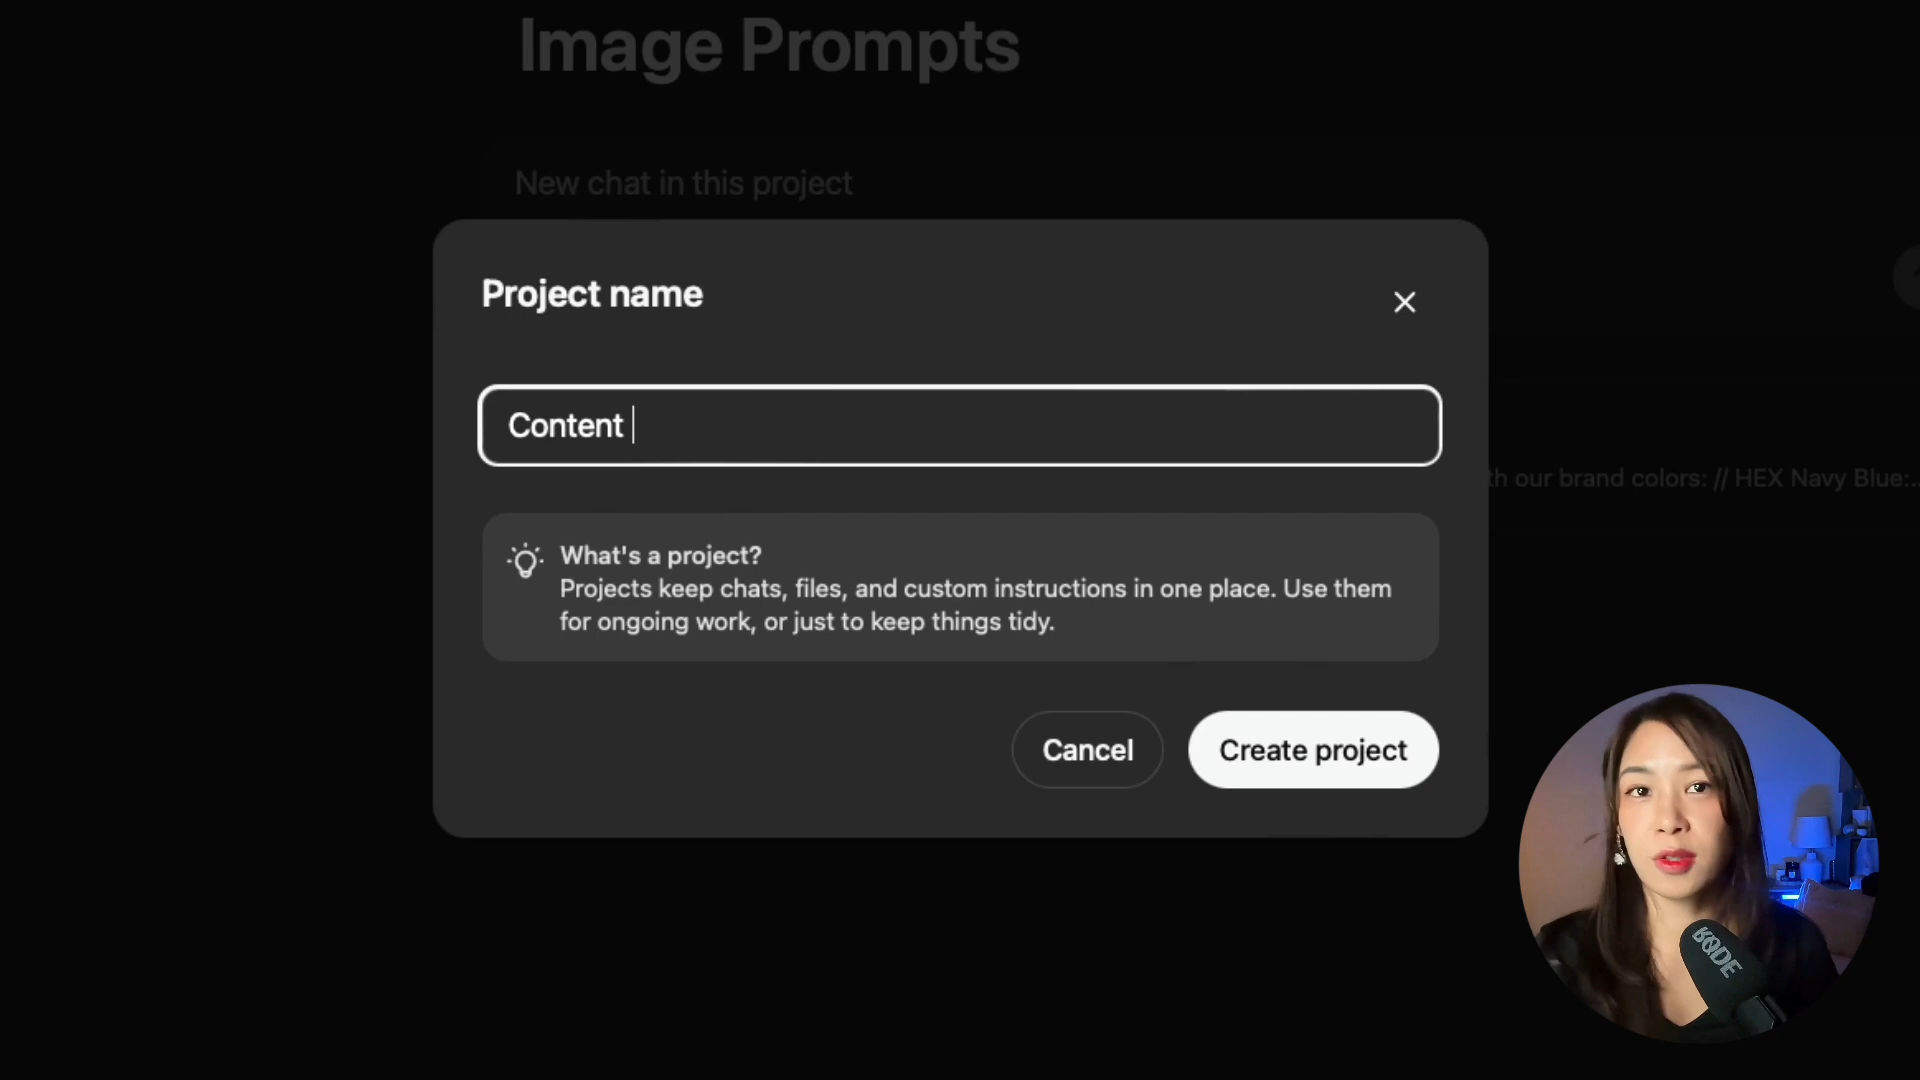 Image Prompts
New chat in this project
Project name
Content
th our brand colors: // HEX Navy Blue:...
What's a project?
Projects keep chats, files, and custom instructions in one place. Use them
for ongoing work, or just to keep things tidy.
Cancel
Create project
RØDE